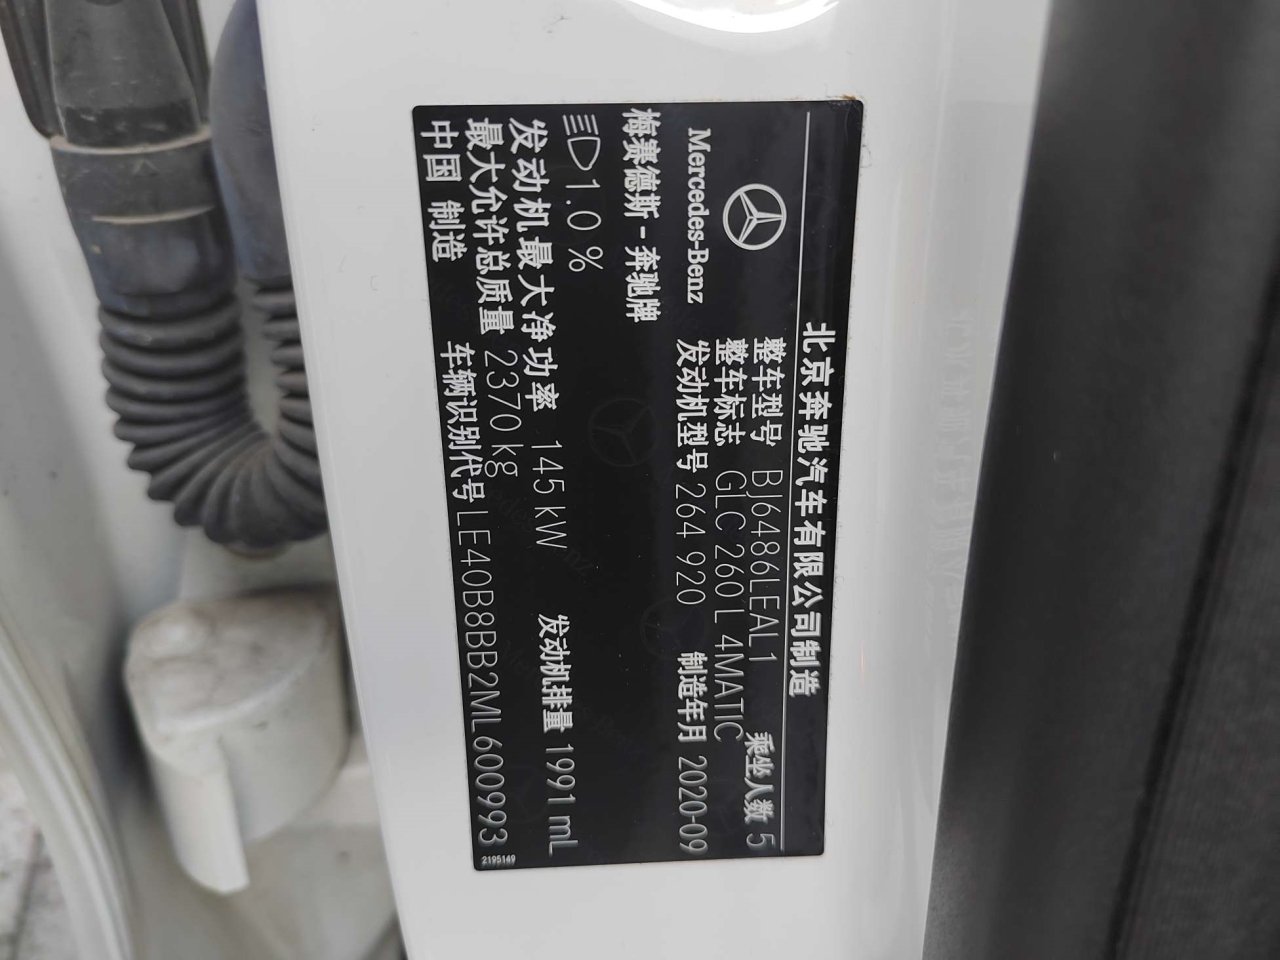 北京奔驰汽车有限公司制造
整车型号 BJ6486LEAL1 乘坐人数 5
整车标志 GLC 260 L 4MATIC
Mercedes-Benz 发动机型号 264 920 制造年月 2020-09
梅赛德斯-奔驰牌
1.0 %
发动机最大净功率 145 kW 发动机排量 1991 mL
最大允许总质量 2370 kg
中国 制造 车辆识别代号 LE40B8BB2ML600993
2195149